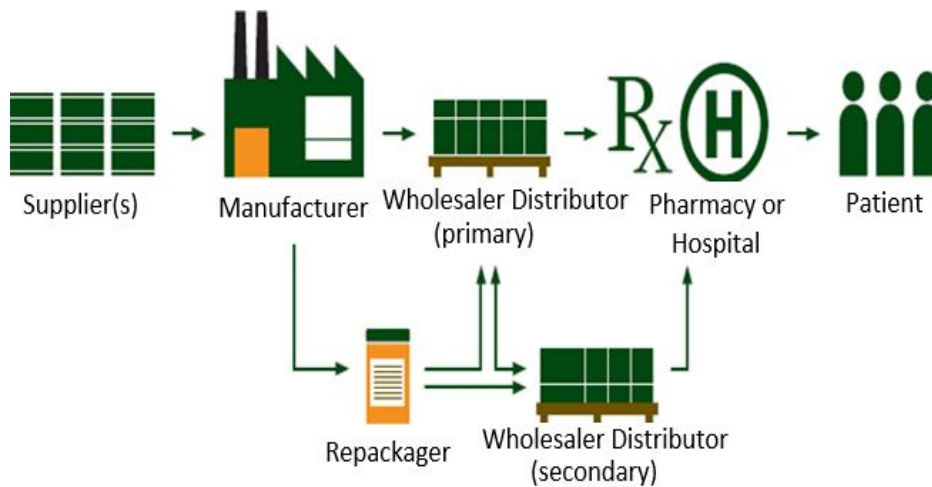 Rx H
Supplier(s)
Manufacturer
Wholesaler Distributor
(primary)
Pharmacy or
Hospital
Patient
Repackager
Wholesaler Distributor
(secondary)